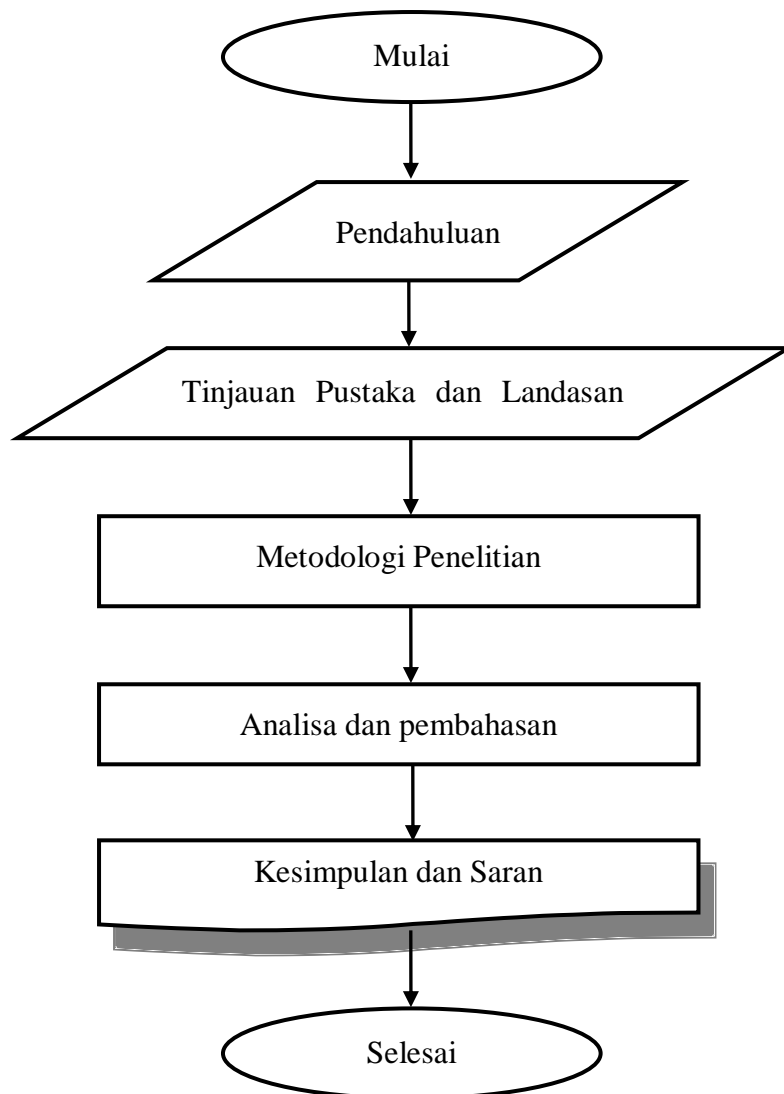 Mulai
Pendahuluan
Tinjauan Pustaka dan Landasan
Metodologi Penelitian
Analisa dan pembahasan
Kesimpulan dan Saran
Selesai